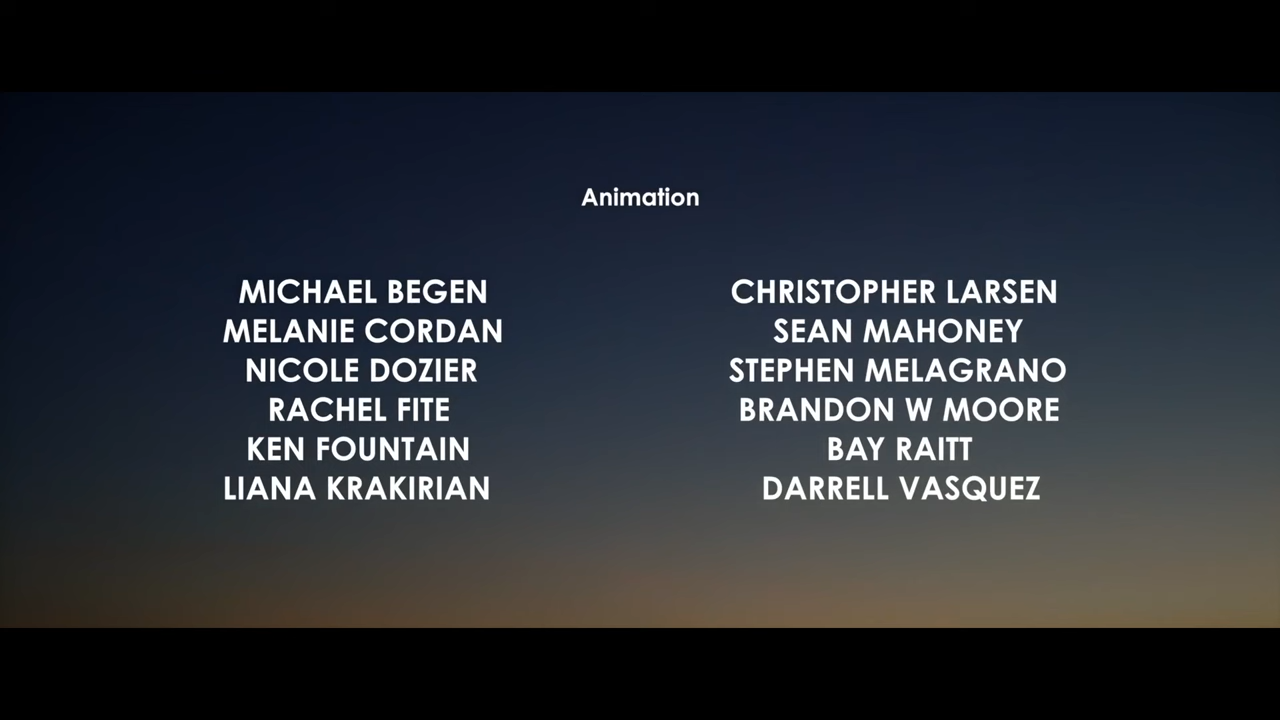 Animation
MICHAEL BEGEN
MELANIE CORDAN
NICOLE DOZIER
RACHEL FITE
KEN FOUNTAIN
LIANA KRAKIRIAN
CHRISTOPHER LARSEN
SEAN MAHONEY
STEPHEN MELAGRANO
BRANDON W MOORE
BAY RAITT
DARRELL VASQUEZ